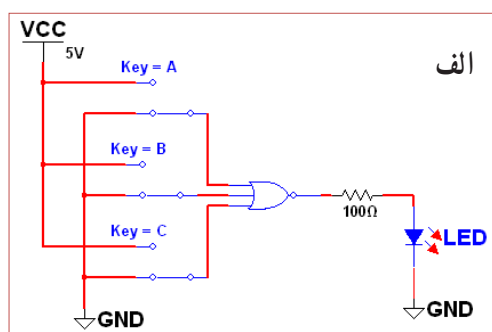 VCC
5V
الف
Key = A
Key = B
Key = C
100Ω
LED
GND
GND